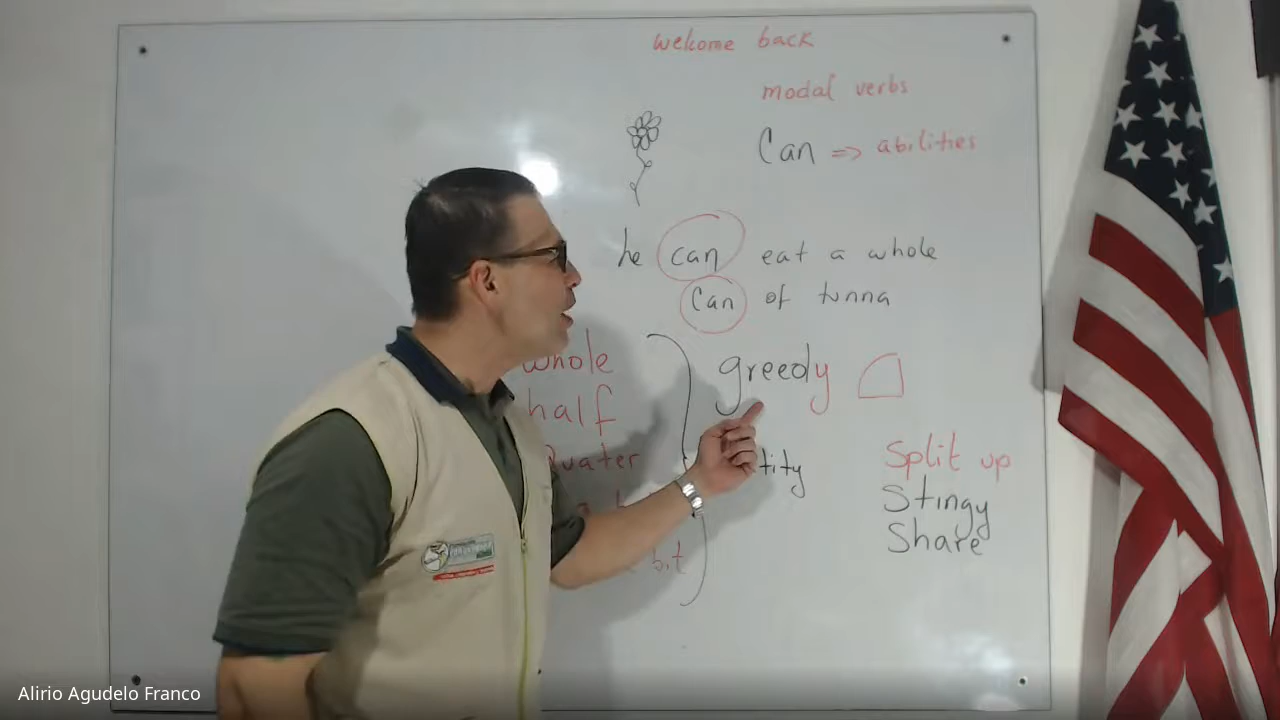 welcome back
modal verbs
Can => abilities
he can eat a whole
Can of tunna
whole
half
Quater
bit
greedy
tity
Split up
Stingy
Share
Alirio Agudelo Franco